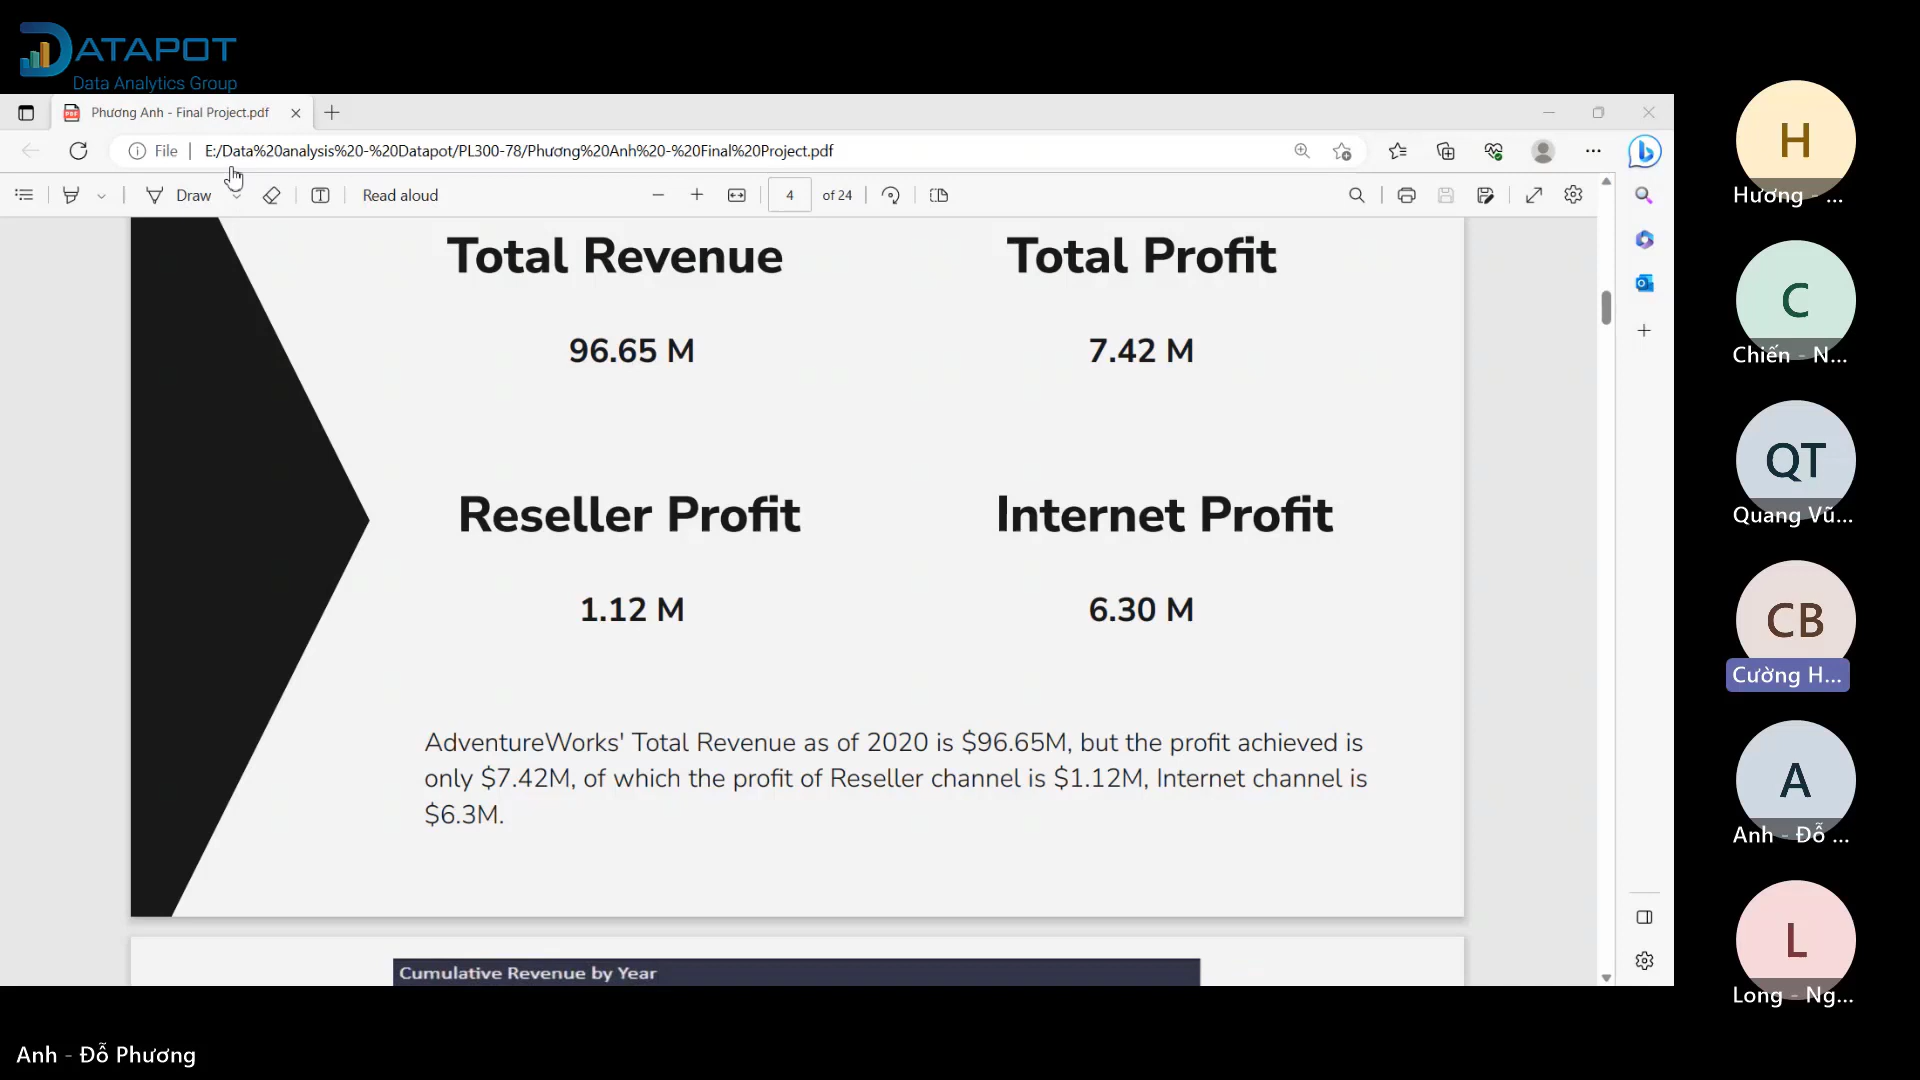 DATAPOT
Data Analytics Group
Phương Anh - Final Project.pdf
File
E:/Data%20analysis%20-%20Datapot/PL300-78/Phương%20Anh%20-%20Final%20Project.pdf
Draw
Read aloud
4
of 24
Total Revenue
Total Profit
96.65 M
7.42 M
Reseller Profit
Internet Profit
1.12 M
6.30 M
AdventureWorks' Total Revenue as of 2020 is $96.65M, but the profit achieved is
only $7.42M, of which the profit of Reseller channel is $1.12M, Internet channel is
$6.3M.
Cumulative Revenue by Year
H
Hương - ...
C
Chiến - N...
QT
Quang Vũ...
CB
Cường H...
A
Anh - Đỗ ...
L
Long - Ng...
Anh - Đỗ Phương